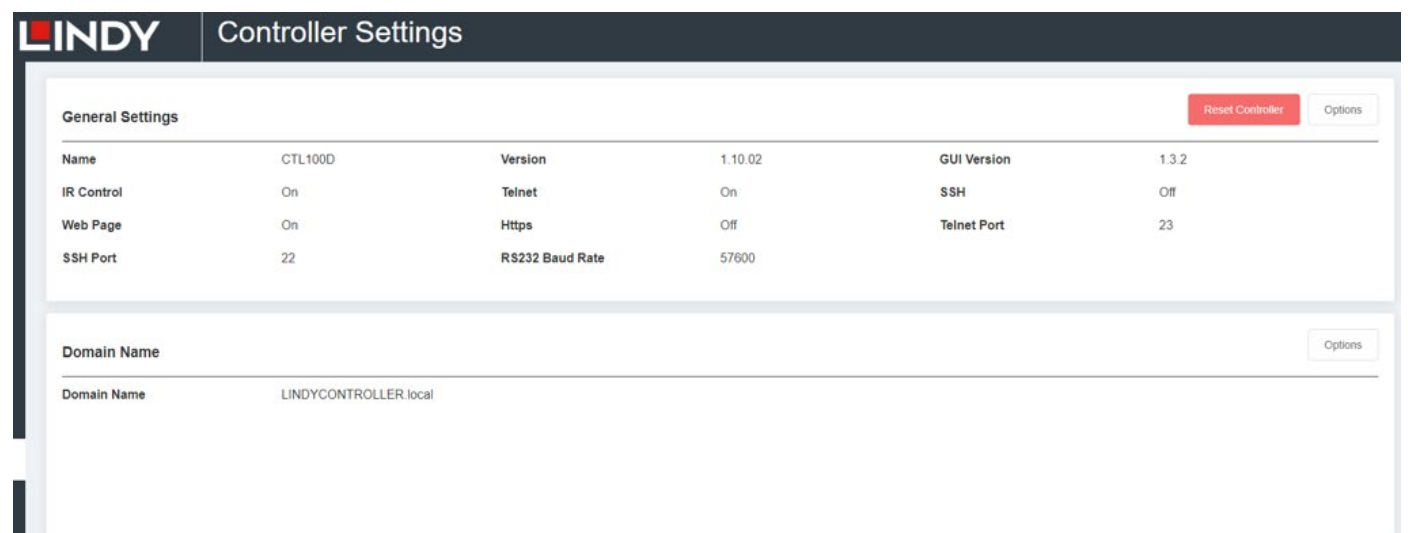 LINDY Controller Settings
General Settings Reset Controller Options
Name CTL100D Version 1.10.02 GUI Version 1.3.2
IR Control On Telnet On SSH Off
Web Page On Https Off Telnet Port 23
SSH Port 22 RS232 Baud Rate 57600
Domain Name Options
Domain Name LINDYCONTROLLER.local